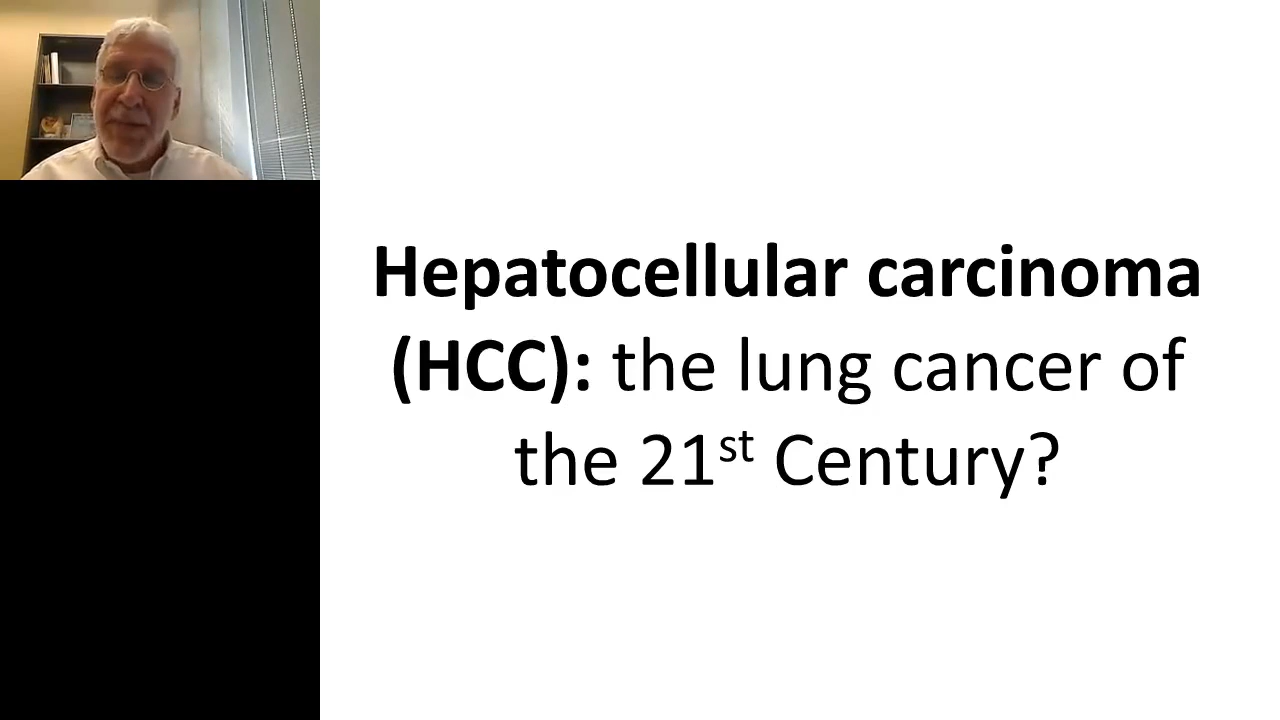 Hepatocellular carcinoma
(HCC): the lung cancer of
the 21st Century?